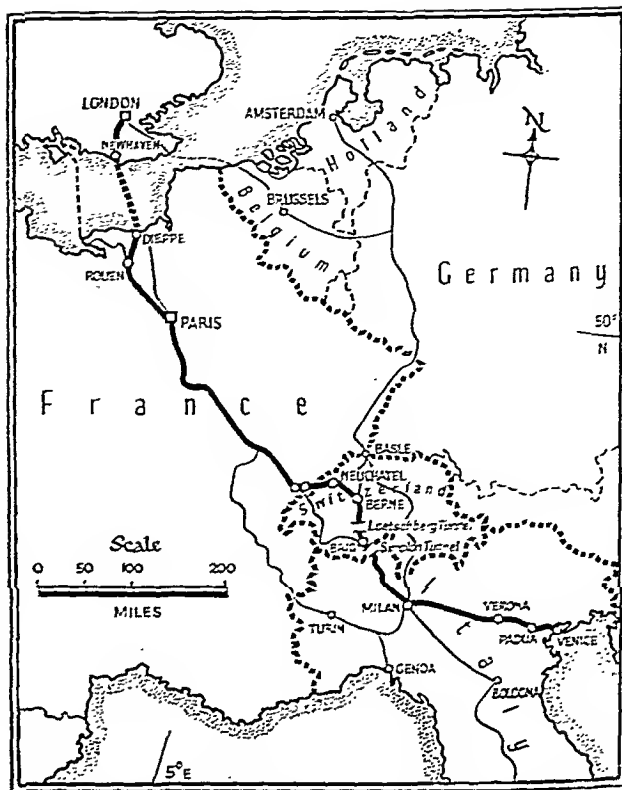 LONDON
NEWHAVEN
AMSTERDAM
Holland
N
BRUSSELS
Belgium
DIEPPE
ROUEN
Germany
PARIS
50°
N
France
BASLE
NEUCHATEL
Switzerland
BERNE
Loetschberg Tunnel
BRIG
Simplon Tunnel
Scale
0 50 100 200
MILES
MILAN
VERONA
TURIN
PADUA
VENICE
Italy
GENOA
BOLOGNA
5°E